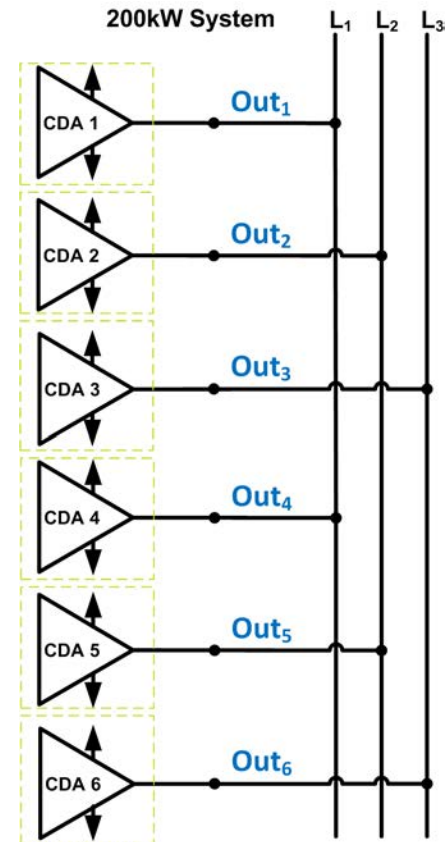 200kW System L₁ L₂ L₃
CDA 1 Out₁
CDA 2 Out₂
CDA 3 Out₃
CDA 4 Out₄
CDA 5 Out₅
CDA 6 Out₆